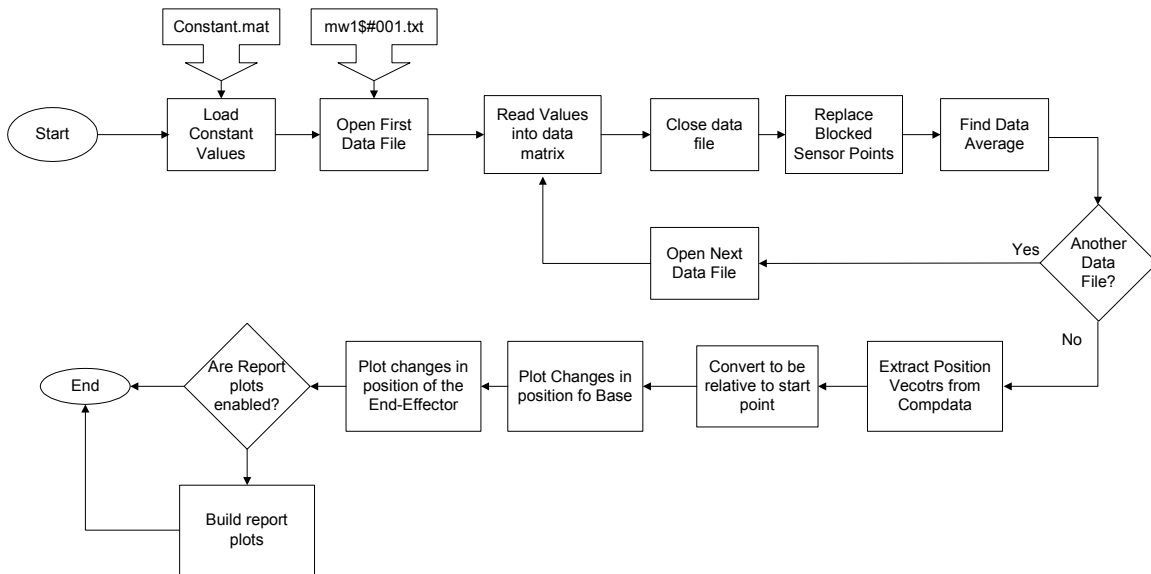 Constant.mat
mw1$#001.txt
Start
Load
Constant
Values
Open First
Data File
Read Values
into data
matrix
Close data
file
Replace
Blocked
Sensor Points
Find Data
Average
Another
Data
File?
Yes
Open Next
Data File
No
Extract Position
Vecotrs from
Compdata
Convert to be
relative to start
point
Plot Changes in
position fo Base
Plot changes in
position of the
End-Effector
Are Report
plots
enabled?
End
Build report
plots